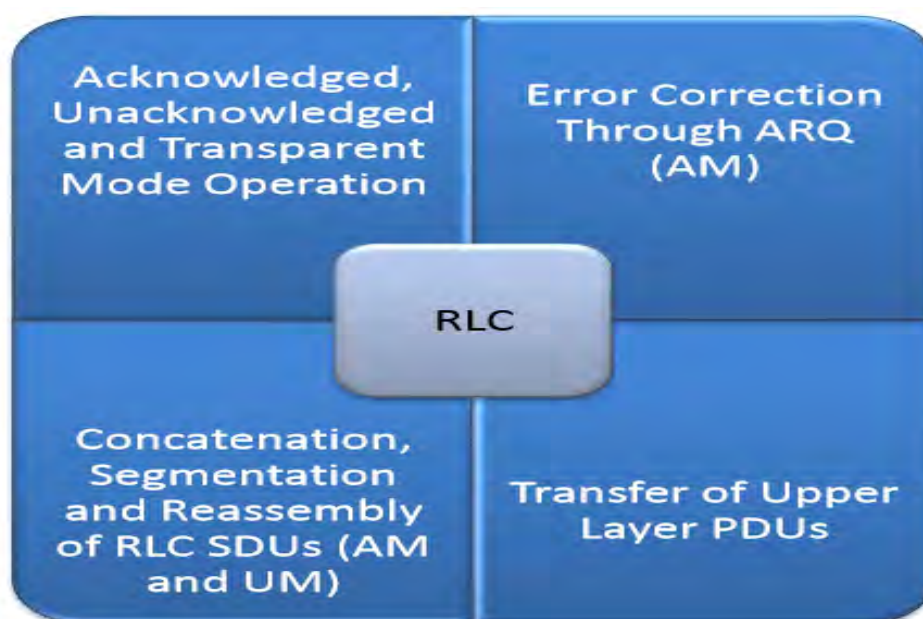 Acknowledged,
Unacknowledged
and Transparent
Mode Operation
Error Correction
Through ARQ
(AM)
RLC
Concatenation,
Segmentation
and Reassembly
of RLC SDUs (AM
and UM)
Transfer of Upper
Layer PDUs